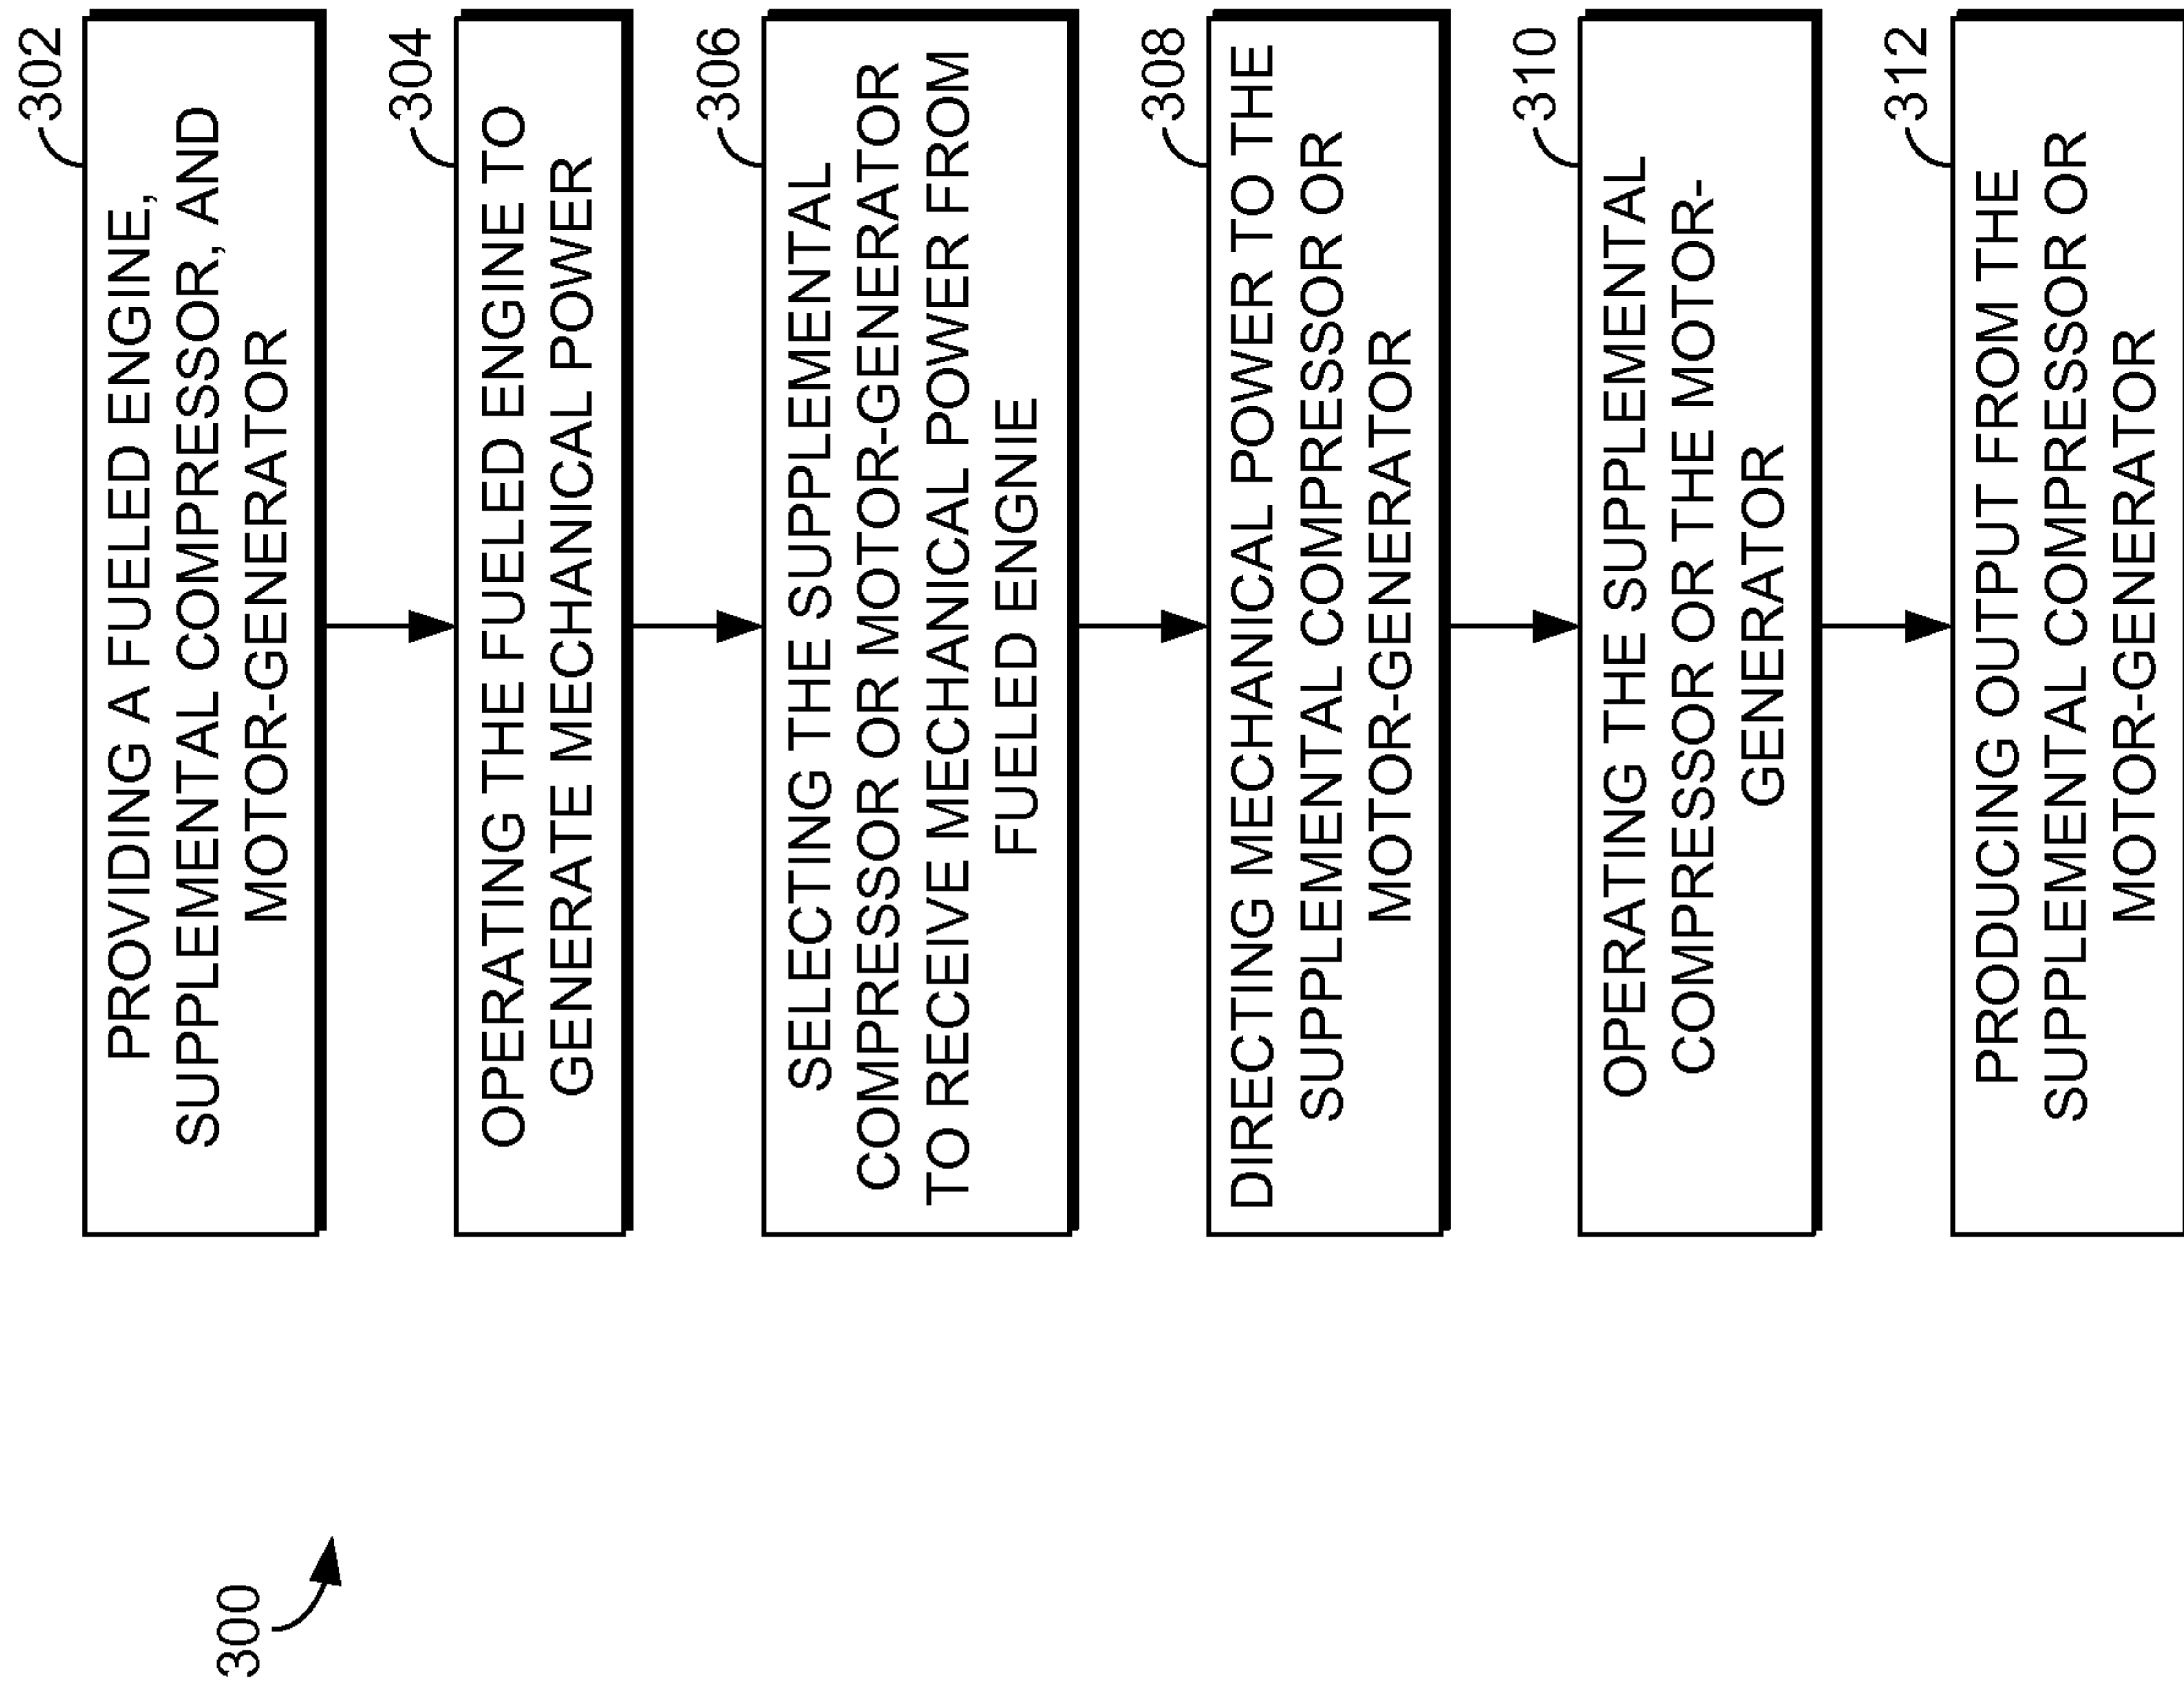 300
302
PROVIDING A FUELED ENGINE,
SUPPLEMENTAL COMPRESSOR, AND
MOTOR-GENERATOR
304
OPERATING THE FUELED ENGINE TO
GENERATE MECHANICAL POWER
306
SELECTING THE SUPPLEMENTAL
COMPRESSOR OR MOTOR-GENERATOR
TO RECEIVE MECHANICAL POWER FROM
FUELED ENGNIE
308
DIRECTING MECHANICAL POWER TO THE
SUPPLEMENTAL COMPRESSOR OR
MOTOR-GENERATOR
310
OPERATING THE SUPPLEMENTAL
COMPRESSOR OR THE MOTOR-
GENERATOR
312
PRODUCING OUTPUT FROM THE
SUPPLEMENTAL COMPRESSOR OR
MOTOR-GENERATOR